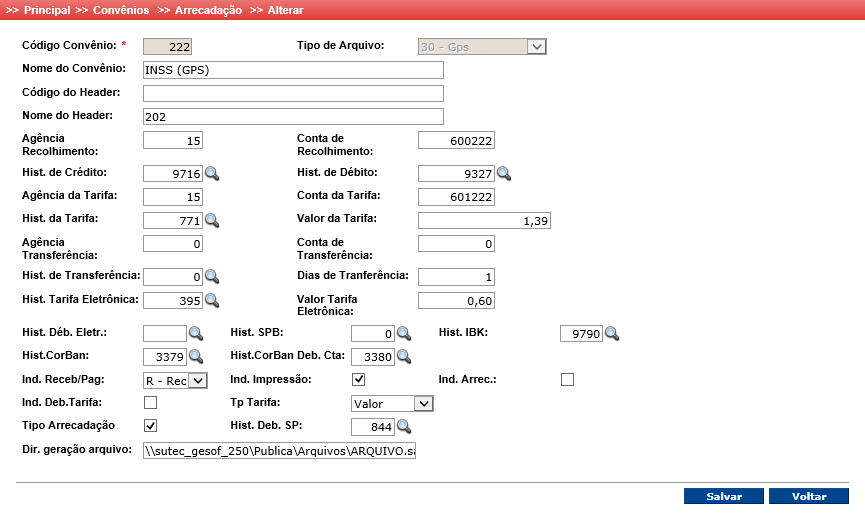 >> Principal >> Convênios >> Arrecadação >> Alterar
Código Convênio: * 222 Tipo de Arquivo: 30 - Gps
Nome do Convênio: INSS (GPS)
Código do Header:
Nome do Header: 202
Agência Recolhimento: 15 Conta de Recolhimento: 600222
Hist. de Crédito: 9716 Hist. de Débito: 9327
Agência da Tarifa: 15 Conta da Tarifa: 601222
Hist. da Tarifa: 771 Valor da Tarifa: 1,39
Agência Transferência: 0 Conta de Transferência: 0
Hist. de Transferência: 0 Dias de Tranferência: 1
Hist. Tarifa Eletrônica: 395 Valor Tarifa Eletrônica: 0,60
Hist. Déb. Eletr.: Hist. SPB: 0 Hist. IBK: 9790
Hist.CorBan: 3379 Hist.CorBan Deb. Cta: 3380
Ind. Receb/Pag: R - Rec Ind. Impressão: Ind. Arrec.:
Ind. Deb.Tarifa: Tp Tarifa: Valor
Tipo Arrecadação Hist. Deb. SP: 844
Dir. geração arquivo: \\sutec_gesof_250\Publica\Arquivos\ARQUIVO.sa
Salvar Voltar